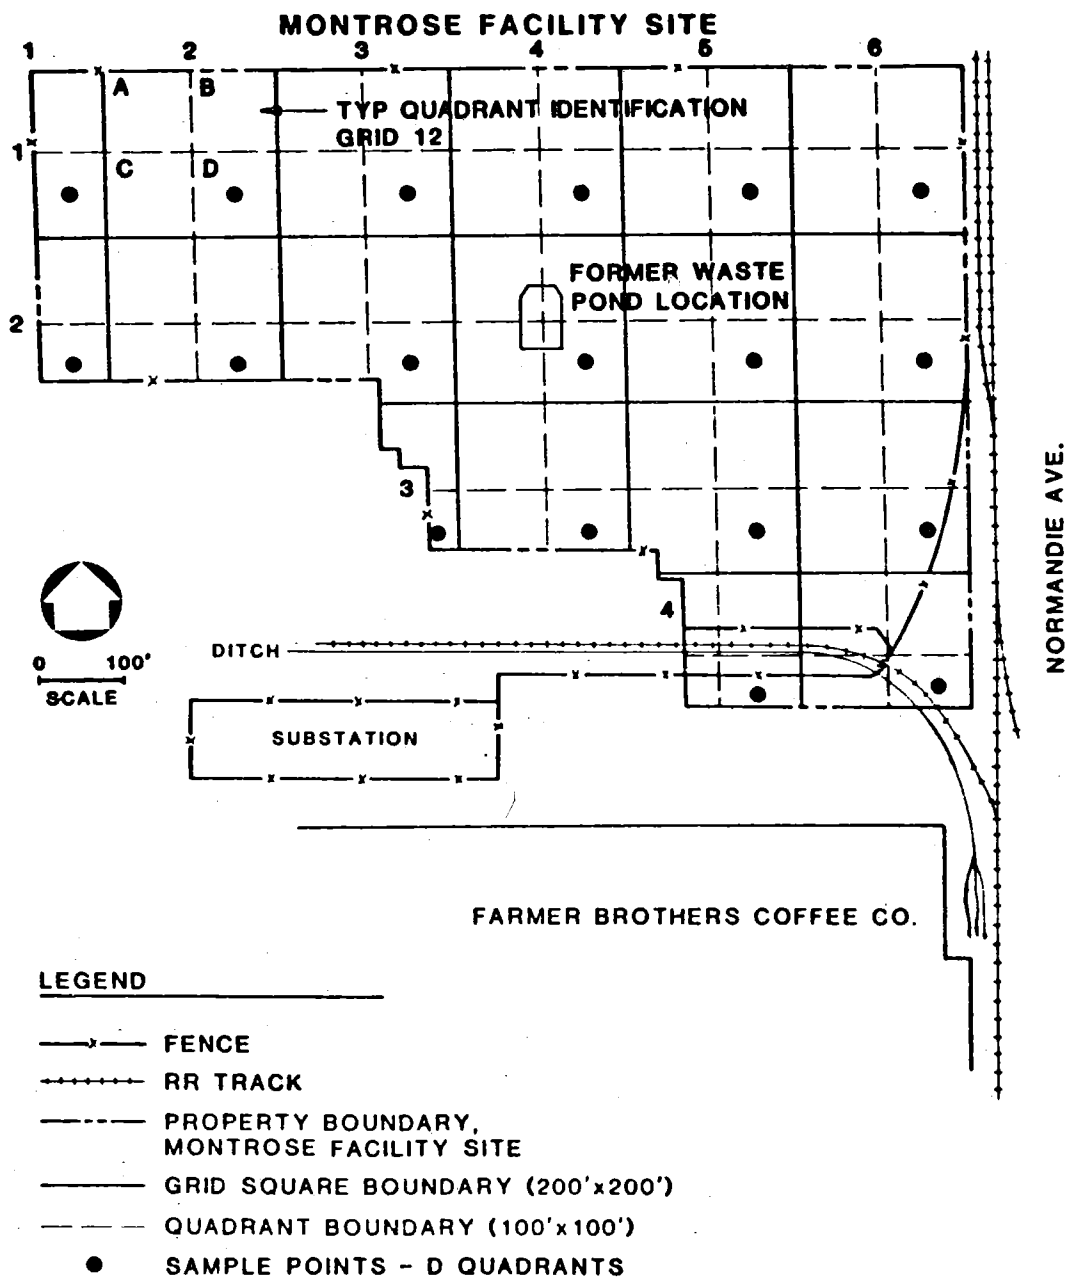 MONTROSE FACILITY SITE
1 2 3 4 5 6
A B
TYP QUADRANT IDENTIFICATION
GRID 12
1
C D
FORMER WASTE
POND LOCATION
2
3
4
NORMANDIE AVE.
DITCH
0 100'
SCALE
SUBSTATION
FARMER BROTHERS COFFEE CO.
LEGEND
FENCE
RR TRACK
PROPERTY BOUNDARY,
MONTROSE FACILITY SITE
GRID SQUARE BOUNDARY (200'x200')
QUADRANT BOUNDARY (100'x100')
SAMPLE POINTS - D QUADRANTS